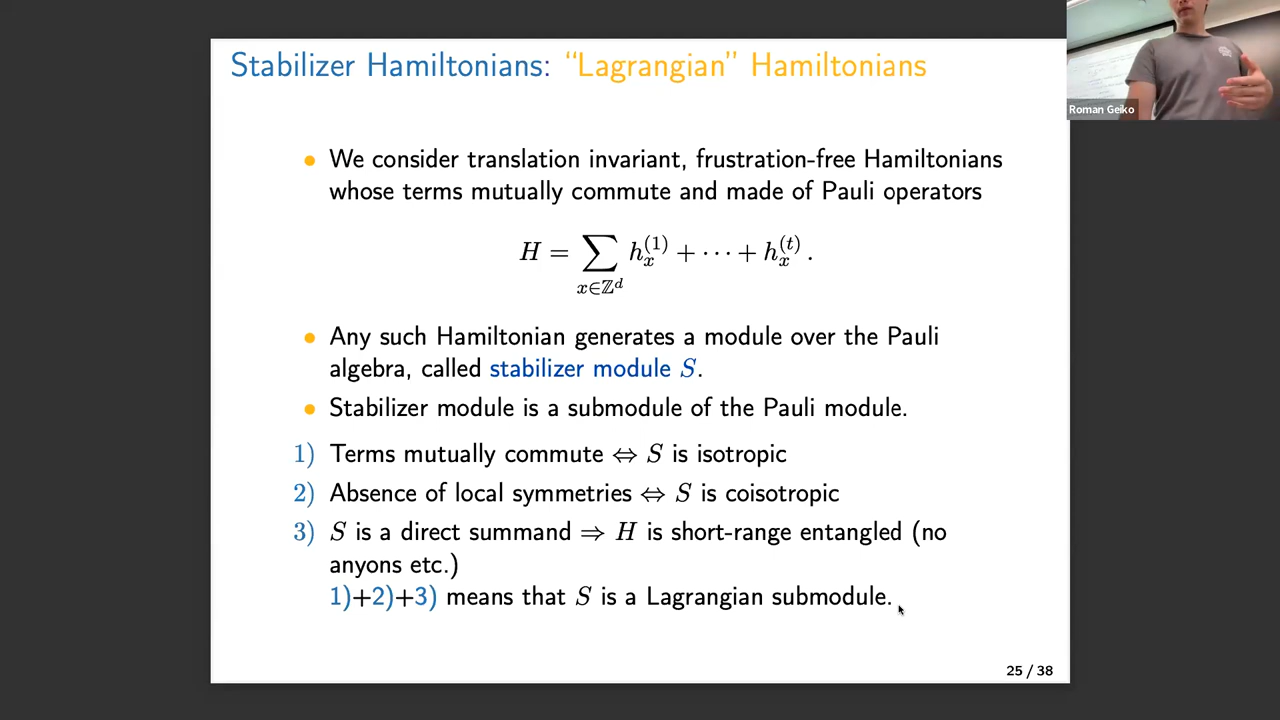 Stabilizer Hamiltonians: “Lagrangian” Hamiltonians
Roman Geiko
• We consider translation invariant, frustration-free Hamiltonians
whose terms mutually commute and made of Pauli operators
H = ∑_{x∈ℤ^d} h_x^{(1)} + ⋯ + h_x^{(t)} .
• Any such Hamiltonian generates a module over the Pauli
algebra, called stabilizer module S.
• Stabilizer module is a submodule of the Pauli module.
1) Terms mutually commute ⇔ S is isotropic
2) Absence of local symmetries ⇔ S is coisotropic
3) S is a direct summand ⇒ H is short-range entangled (no
anyons etc.)
1)+2)+3) means that S is a Lagrangian submodule.
25 / 38